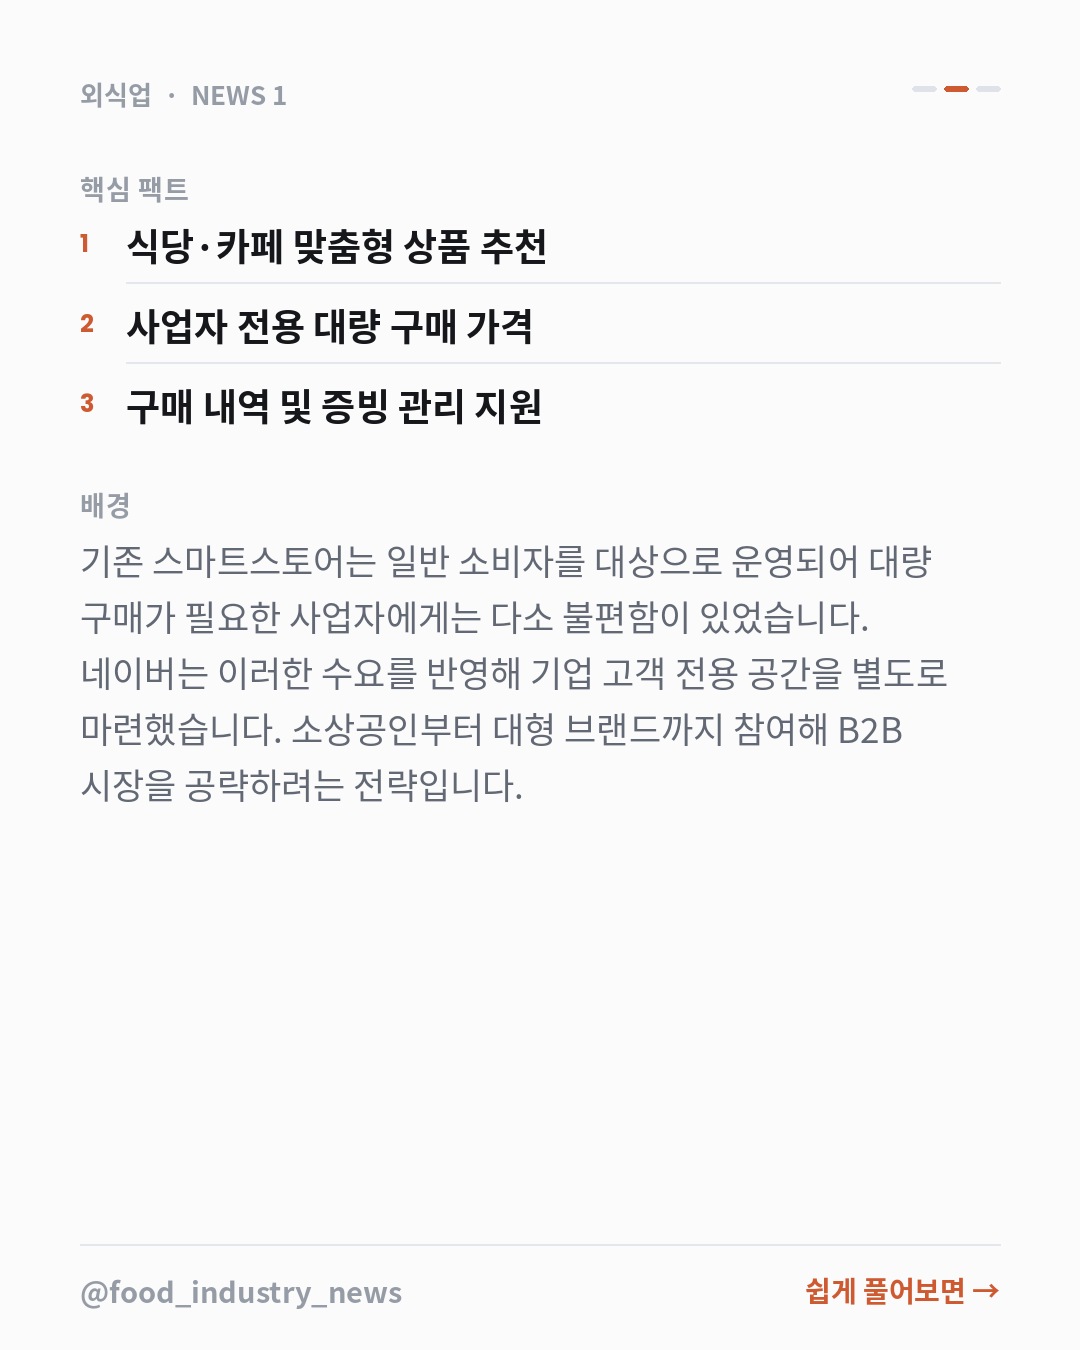 외식업 · NEWS 1
핵심 팩트
1 식당·카페 맞춤형 상품 추천
2 사업자 전용 대량 구매 가격
3 구매 내역 및 증빙 관리 지원
배경
기존 스마트스토어는 일반 소비자를 대상으로 운영되어 대량
구매가 필요한 사업자에게는 다소 불편함이 있었습니다.
네이버는 이러한 수요를 반영해 기업 고객 전용 공간을 별도로
마련했습니다. 소상공인부터 대형 브랜드까지 참여해 B2B
시장을 공략하려는 전략입니다.
@food_industry_news
쉽게 풀어보면 →